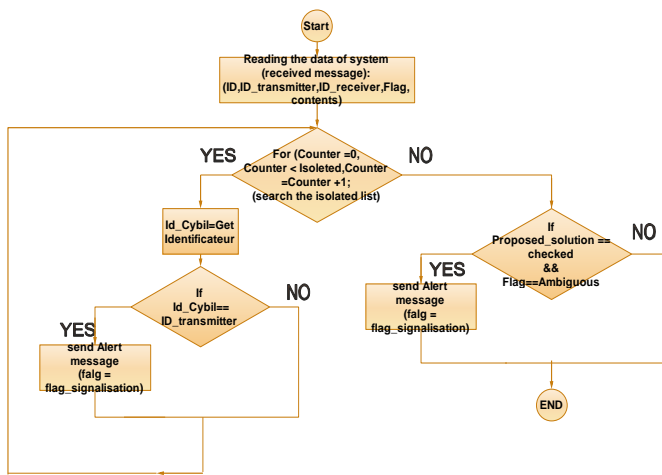 Start
Reading the data of system
(received message):
(ID,ID_transmitter,ID_receiver,Flag,
contents)
YES
NO
For (Counter =0,
Counter < Isoleted,Counter
=Counter +1;
(search the isolated list)
Id_Cybil=Get
Identificateur
If
Id_Cybil==
ID_transmitter
YES
NO
send Alert
message
(falg =
flag_signalisation)
If
Proposed_solution ==
checked
&&
Flag==Ambiguous
YES
NO
send Alert
message
(falg =
flag_signalisation)
END